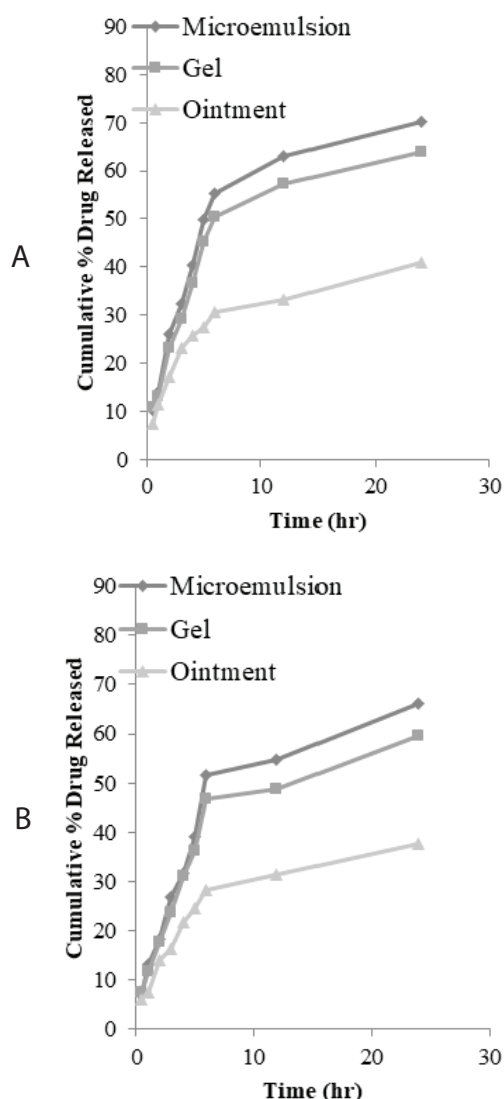 A
Cumulative % Drug Released
90
80
70
60
50
40
30
20
10
0
Microemulsion
Gel
Ointment
0 10 20 30
Time (hr)
B
Cumulative % Drug Released
90
80
70
60
50
40
30
20
10
0
Microemulsion
Gel
Ointment
0 10 20 30
Time (hr)